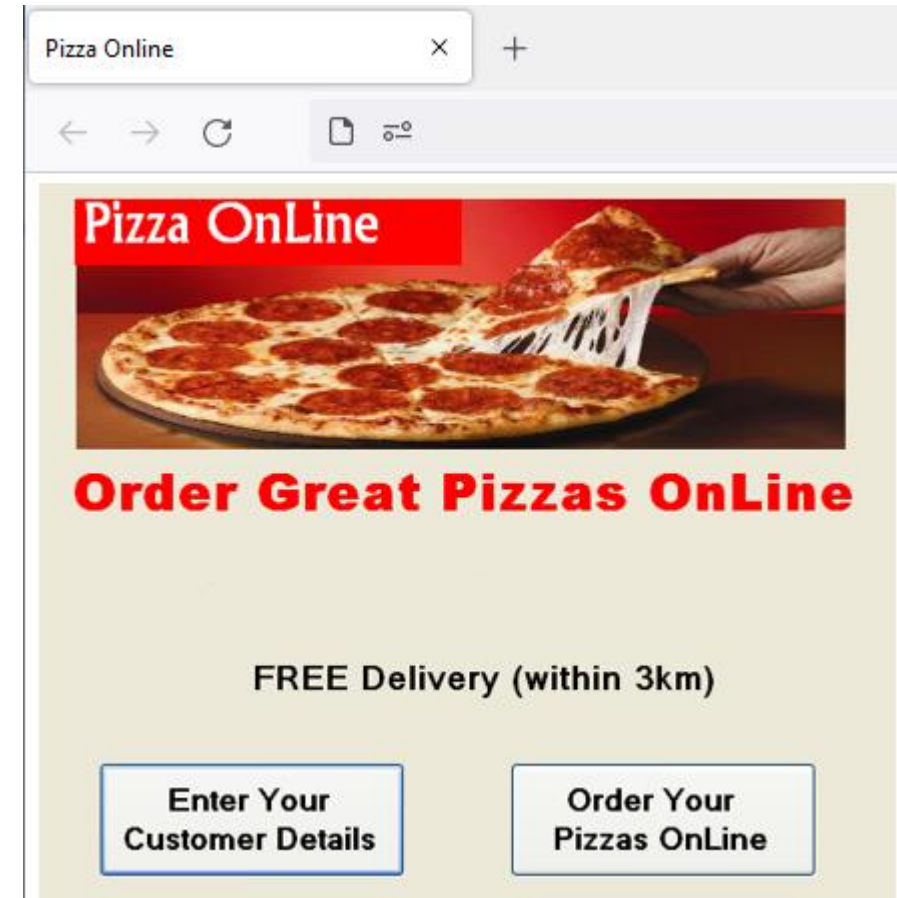 Pizza Online
Pizza OnLine
Order Great Pizzas OnLine
FREE Delivery (within 3km)
Enter Your
Customer Details
Order Your
Pizzas OnLine